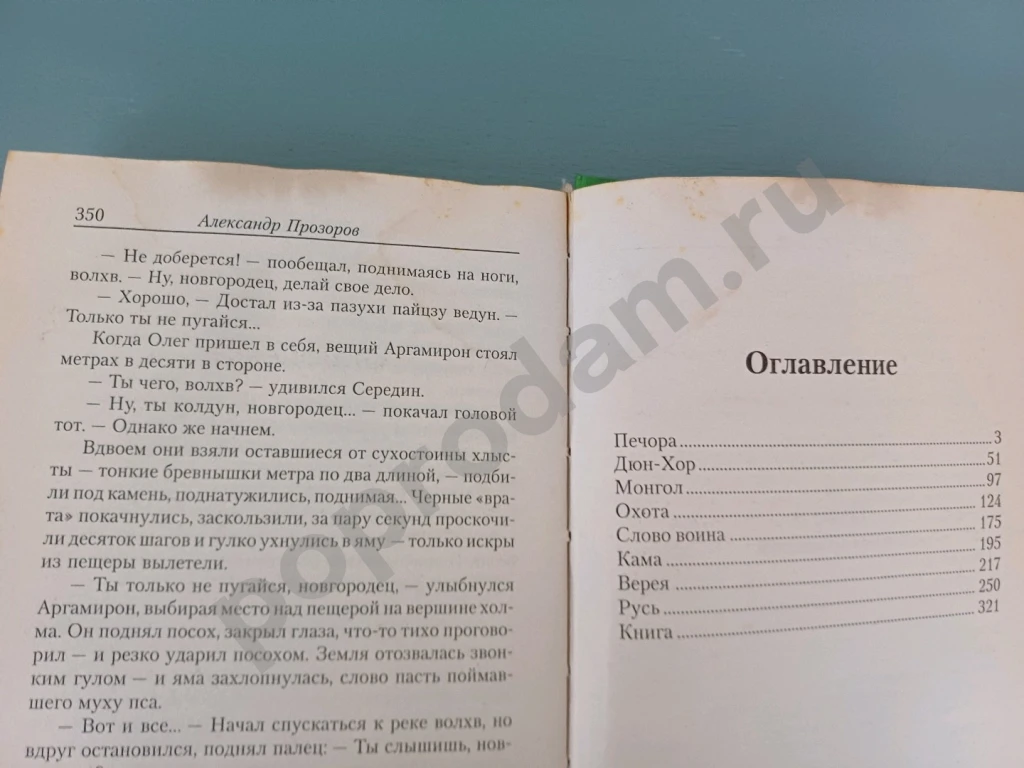 350
Александр Прозоров
— Не доберется! — пообещал, поднимаясь на ноги,
волхв. — Ну, новгородец, делай свое дело.
— Хорошо, — Достал из-за пазухи пайцзу ведун. —
Только ты не пугайся...
Когда Олег пришел в себя, вещий Аргамирон стоял
метрах в десяти в стороне.
— Ты чего, волхв? — удивился Середин.
— Ну, ты колдун, новгородец... — покачал головой
тот. — Однако же начнем.
Вдвоем они взяли оставшиеся от сухостоины хлыс-
ты — тонкие бревнышки метра по два длиной, — подби-
ли под камень, поднатужились, поднимая... Черные «вра-
та» покачнулись, заскользили, за пару секунд проскочи-
ли десяток шагов и гулко ухнулись в яму — только искры
из пещеры вылетели.
— Ты только не пугайся, новгородец, — улыбнулся
Аргамирон, выбирая место над пещерой на вершине хол-
ма. Он поднял посох, закрыл глаза, что-то тихо прогово-
рил — и резко ударил посохом. Земля отозвалась звон-
ким гулом — и яма захлопнулась, слово пасть поймав-
шего муху пса.
— Вот и все... — Начал спускаться к реке волхв, но
вдруг остановился, поднял палец: — Ты слышишь, нов-
Оглавление
Печора 3
Дюн-Хор 51
Монгол 97
Охота 124
Слово воина 175
Кама 195
Верея 217
Русь 250
Книга 321
poprodam.ru